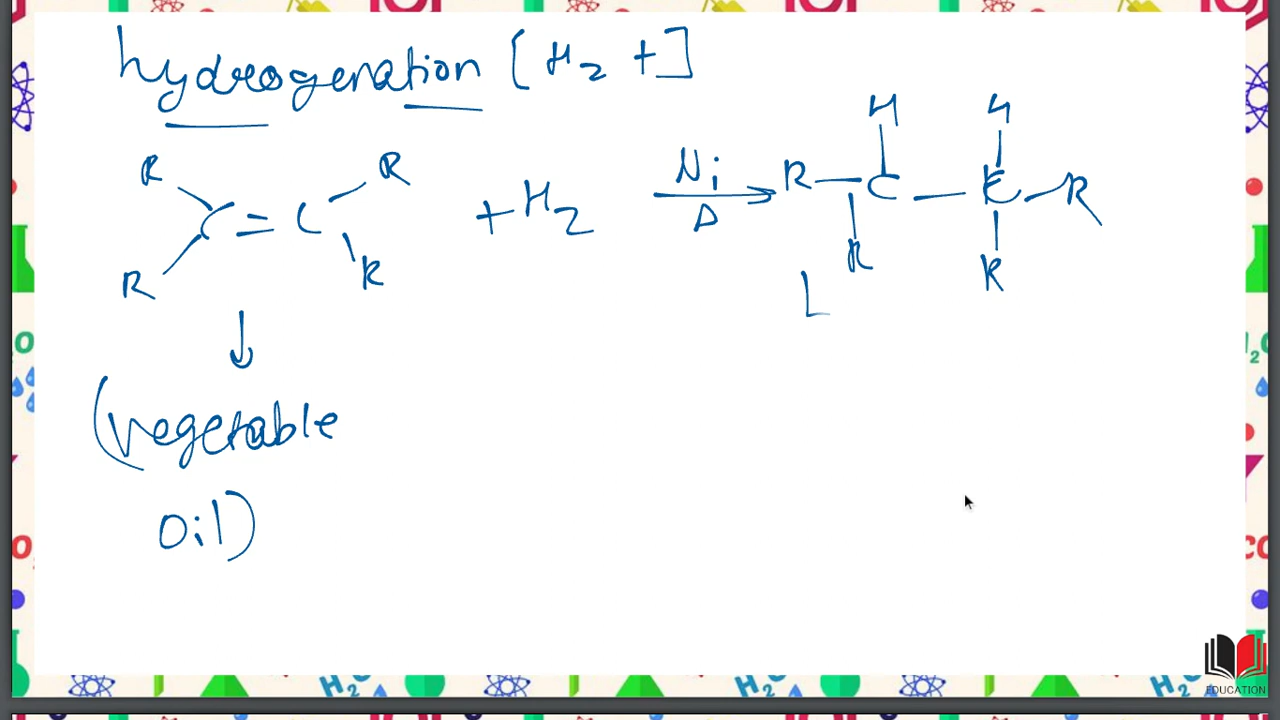 hydrogenation [H2 +]
R R H H
C = C + H2 Ni R — C — C — R
Δ
R R R R
(vegetable
oil)
EDUCATION